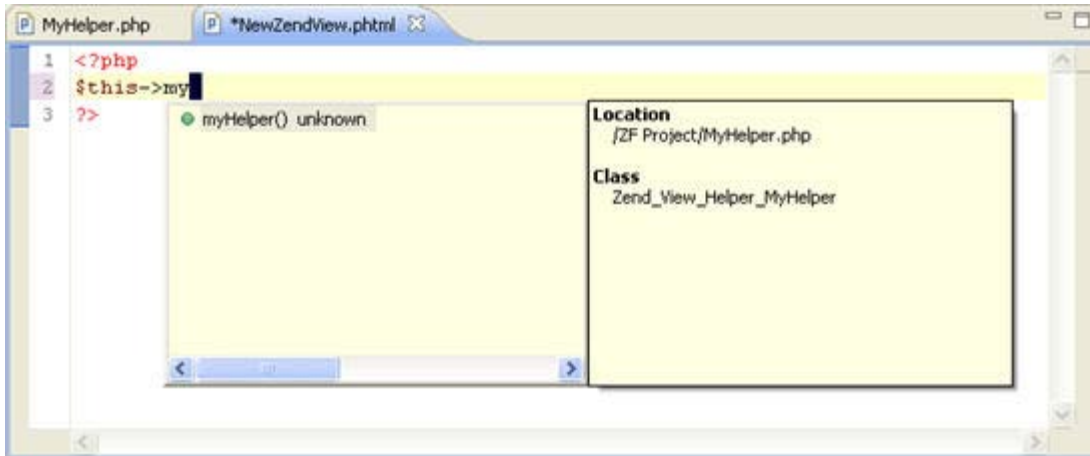 MyHelper.php
*NewZendView.phtml
1 <?php
2 $this->my
3 ?>
myHelper() unknown
Location
/ZF Project/MyHelper.php
Class
Zend_View_Helper_MyHelper